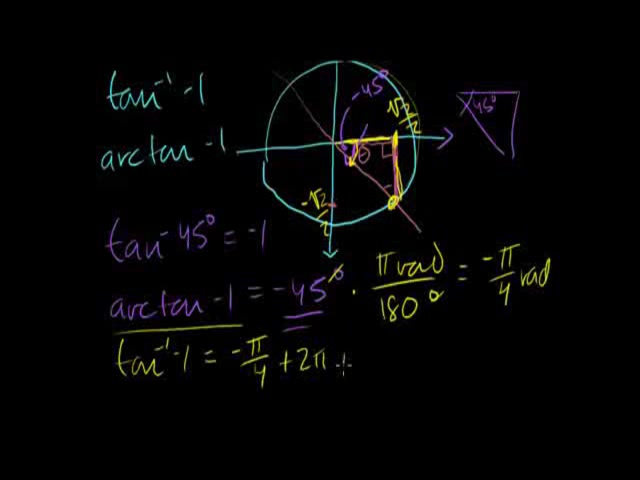 tan⁻¹ -1
-45°
√2/2
45°
arctan -1
θ
-√2/2
tan -45° = -1
arctan -1 = -45° · π rad/180° = -π/4 rad
tan⁻¹ -1 = -π/4 + 2π